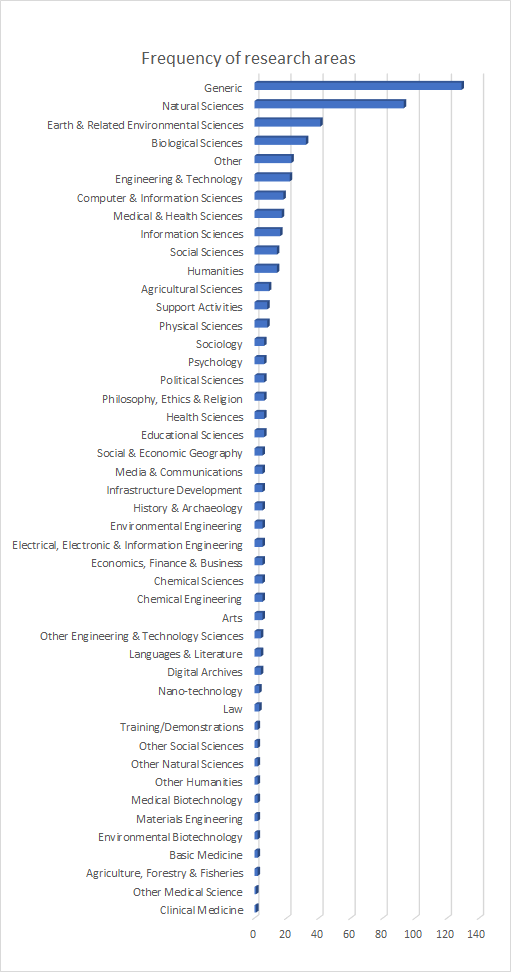 Frequency of research areas
Generic
Natural Sciences
Earth & Related Environmental Sciences
Biological Sciences
Other
Engineering & Technology
Computer & Information Sciences
Medical & Health Sciences
Information Sciences
Social Sciences
Humanities
Agricultural Sciences
Support Activities
Physical Sciences
Sociology
Psychology
Political Sciences
Philosophy, Ethics & Religion
Health Sciences
Educational Sciences
Social & Economic Geography
Media & Communications
Infrastructure Development
History & Archaeology
Environmental Engineering
Electrical, Electronic & Information Engineering
Economics, Finance & Business
Chemical Sciences
Chemical Engineering
Arts
Other Engineering & Technology Sciences
Languages & Literature
Digital Archives
Nano-technology
Law
Training/Demonstrations
Other Social Sciences
Other Natural Sciences
Other Humanities
Medical Biotechnology
Materials Engineering
Environmental Biotechnology
Basic Medicine
Agriculture, Forestry & Fisheries
Other Medical Science
Clinical Medicine
0 20 40 60 80 100 120 140